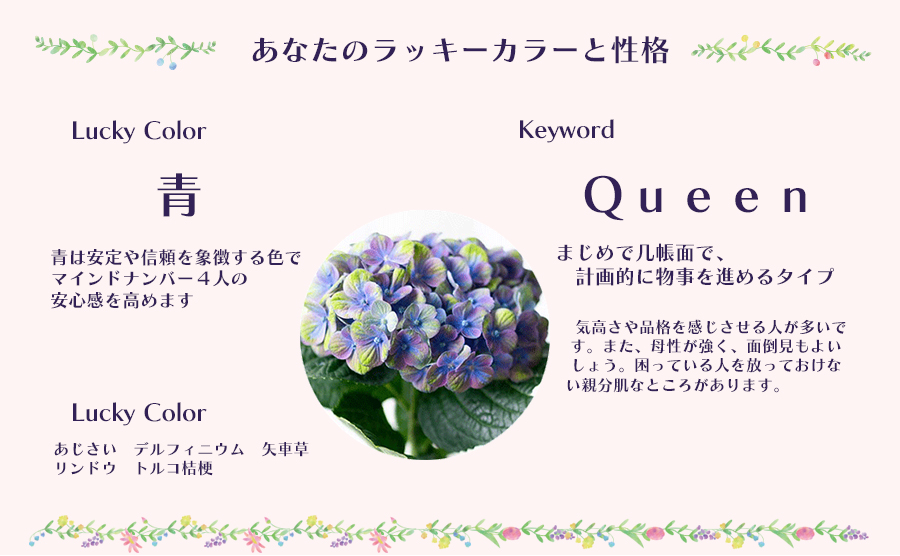 あなたのラッキーカラーと性格
Lucky Color
青
青は安定や信頼を象徴する色で
マインドナンバー４人の
安心感を高めます
Lucky Color
あじさい　デルフィニウム　矢車草
リンドウ　トルコ桔梗
Keyword
Queen
まじめで几帳面で、
計画的に物事を進めるタイプ
気高さや品格を感じさせる人が多いで
す。また、母性が強く、面倒見もよい
しょう。困っている人を放っておけな
い親分肌なところがあります。